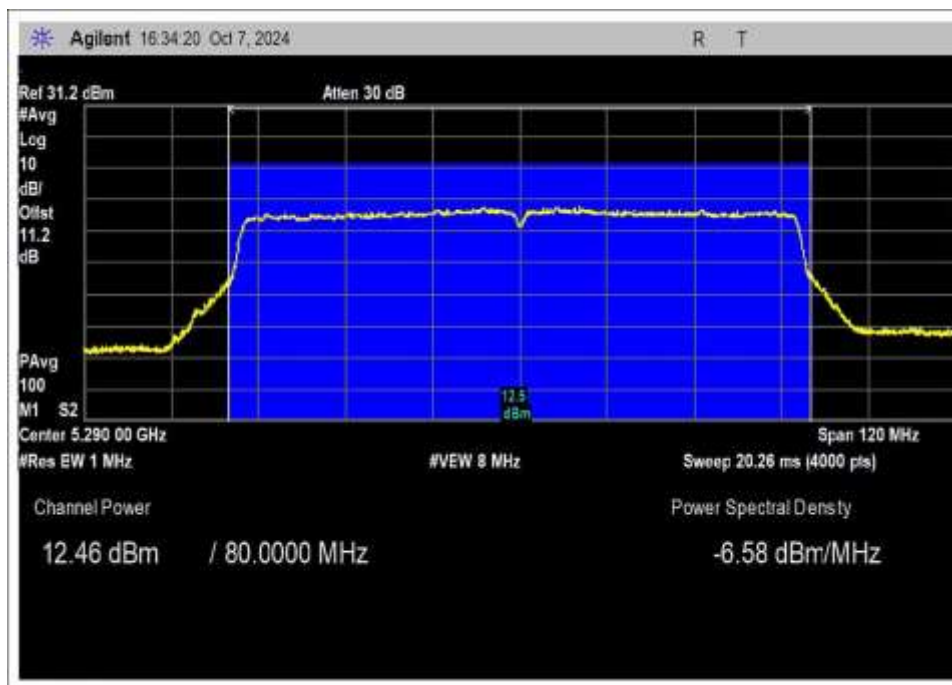 Agilent 16:34:20 Oct 7, 2024
R T
Ref 31.2 dBm
Atten 30 dB
#Avg
Log
10
dB/
Offst
11.2
dB
12.5
dBm
PAvg
100
M1 S2
Center 5.290 00 GHz
Span 120 MHz
#Res BW 1 MHz
#VBW 8 MHz
Sweep 20.26 ms (4000 pts)
Channel Power
Power Spectral Density
12.46 dBm / 80.0000 MHz
-6.58 dBm/MHz